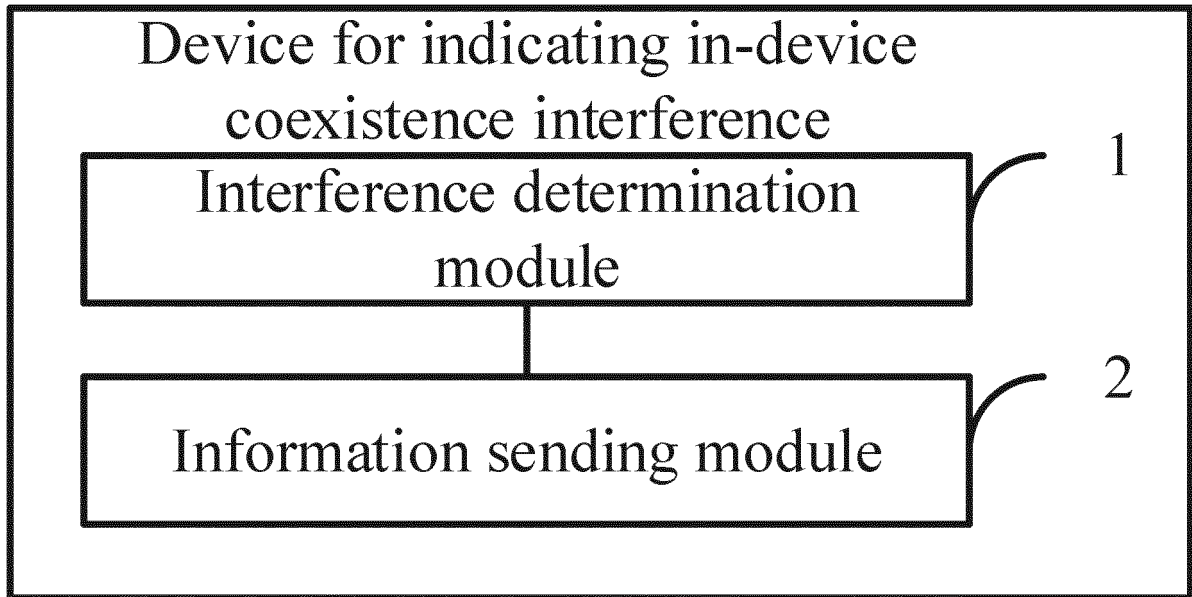 Device for indicating in-device
coexistence interference
Interference determination
module
1
Information sending module
2